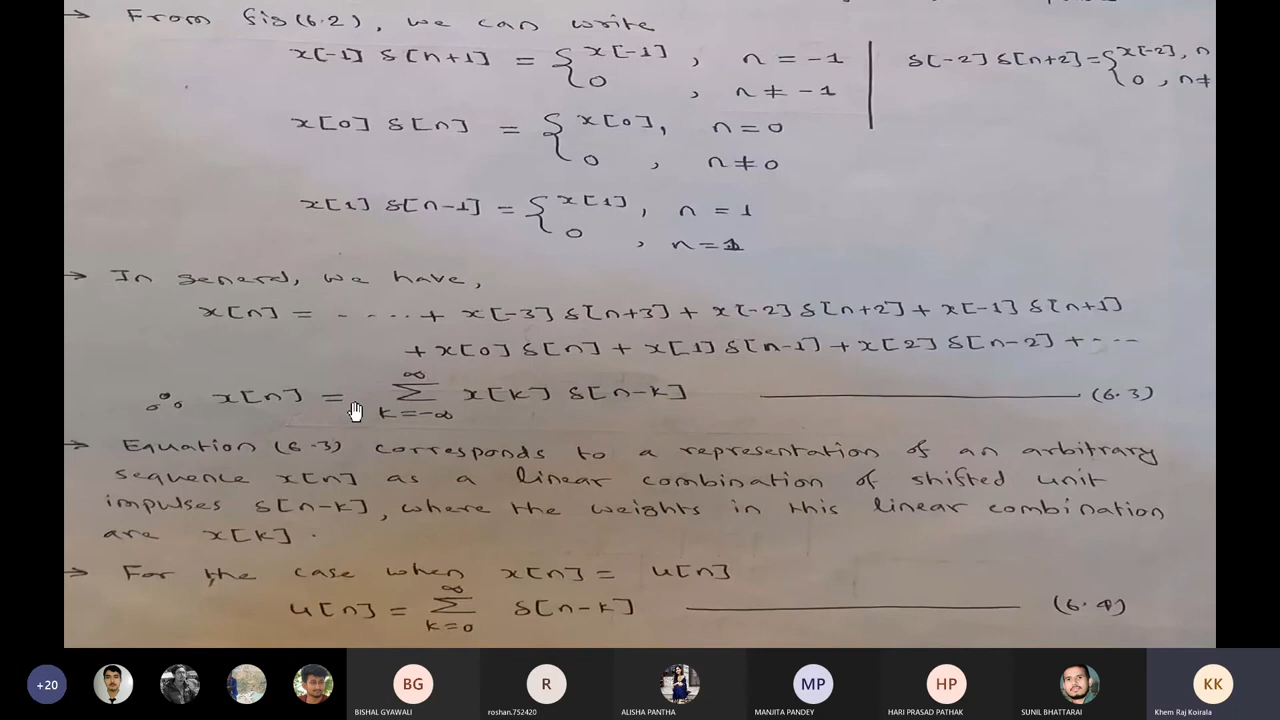 → From fig(6.2), we can write
x[-1] δ[n+1] = { x[-1] , n = -1
0 , n ≠ -1
δ[-2] δ[n+2] = { x[-2], n
0 , n≠
x[0] δ[n] = { x[0], n = 0
0 , n ≠ 0
x[1] δ[n-1] = { x[1] , n = 1
0 , n = 1
→ In general, we have,
x[n] = - - ... + x[-3] δ[n+3] + x[-2] δ[n+2] + x[-1] δ[n+1]
+ x[0] δ[n] + x[1] δ[n-1] + x[2] δ[n-2] + ----
∴ x[n] = ∑ k=-∞ ∞ x[k] δ[n-k] ——— (6.3)
→ Equation (6.3) corresponds to a representation of an arbitrary
sequence x[n] as a linear combination of shifted unit
impulses δ[n-k], where the weights in this linear combination
are x[k].
→ For the case when x[n] = u[n]
u[n] = ∑ k=0 ∞ δ[n-k] ——— (6.4)
+20 BG R MP HP KK
BISHAL GYAWALI roshan.752420 ALISHA PANTHA MANJITA PANDEY HARI PRASAD PATHAK SUNIL BHATTARAI Khem Raj Koirala